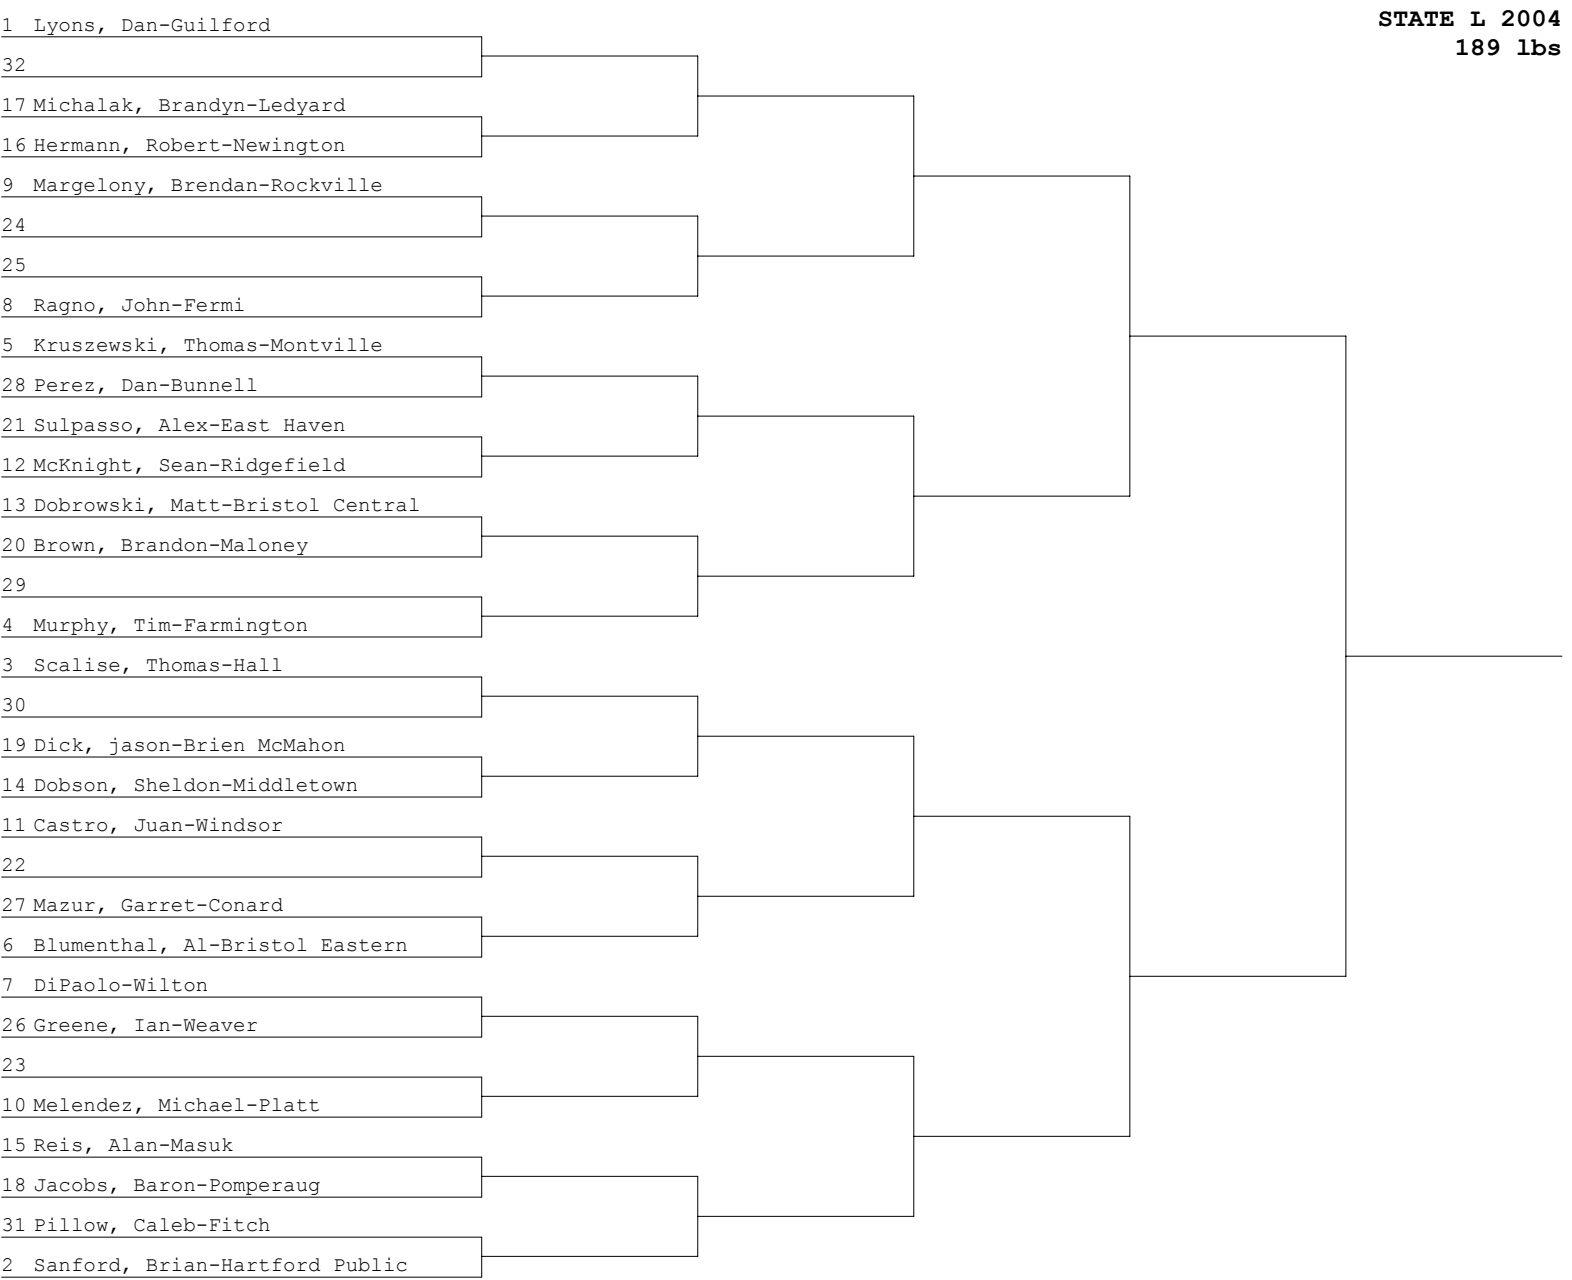 STATE L 2004
189 lbs
1 Lyons, Dan-Guilford
32
17 Michalak, Brandyn-Ledyard
16 Hermann, Robert-Newington
9 Margelony, Brendan-Rockville
24
25
8 Ragno, John-Fermi
5 Kruszewski, Thomas-Montville
28 Perez, Dan-Bunnell
21 Sulpasso, Alex-East Haven
12 McKnight, Sean-Ridgefield
13 Dobrowski, Matt-Bristol Central
20 Brown, Brandon-Maloney
29
4 Murphy, Tim-Farmington
3 Scalise, Thomas-Hall
30
19 Dick, jason-Brien McMahon
14 Dobson, Sheldon-Middletown
11 Castro, Juan-Windsor
22
27 Mazur, Garret-Conard
6 Blumenthal, Al-Bristol Eastern
7 DiPaolo-Wilton
26 Greene, Ian-Weaver
23
10 Melendez, Michael-Platt
15 Reis, Alan-Masuk
18 Jacobs, Baron-Pomperaug
31 Pillow, Caleb-Fitch
2 Sanford, Brian-Hartford Public